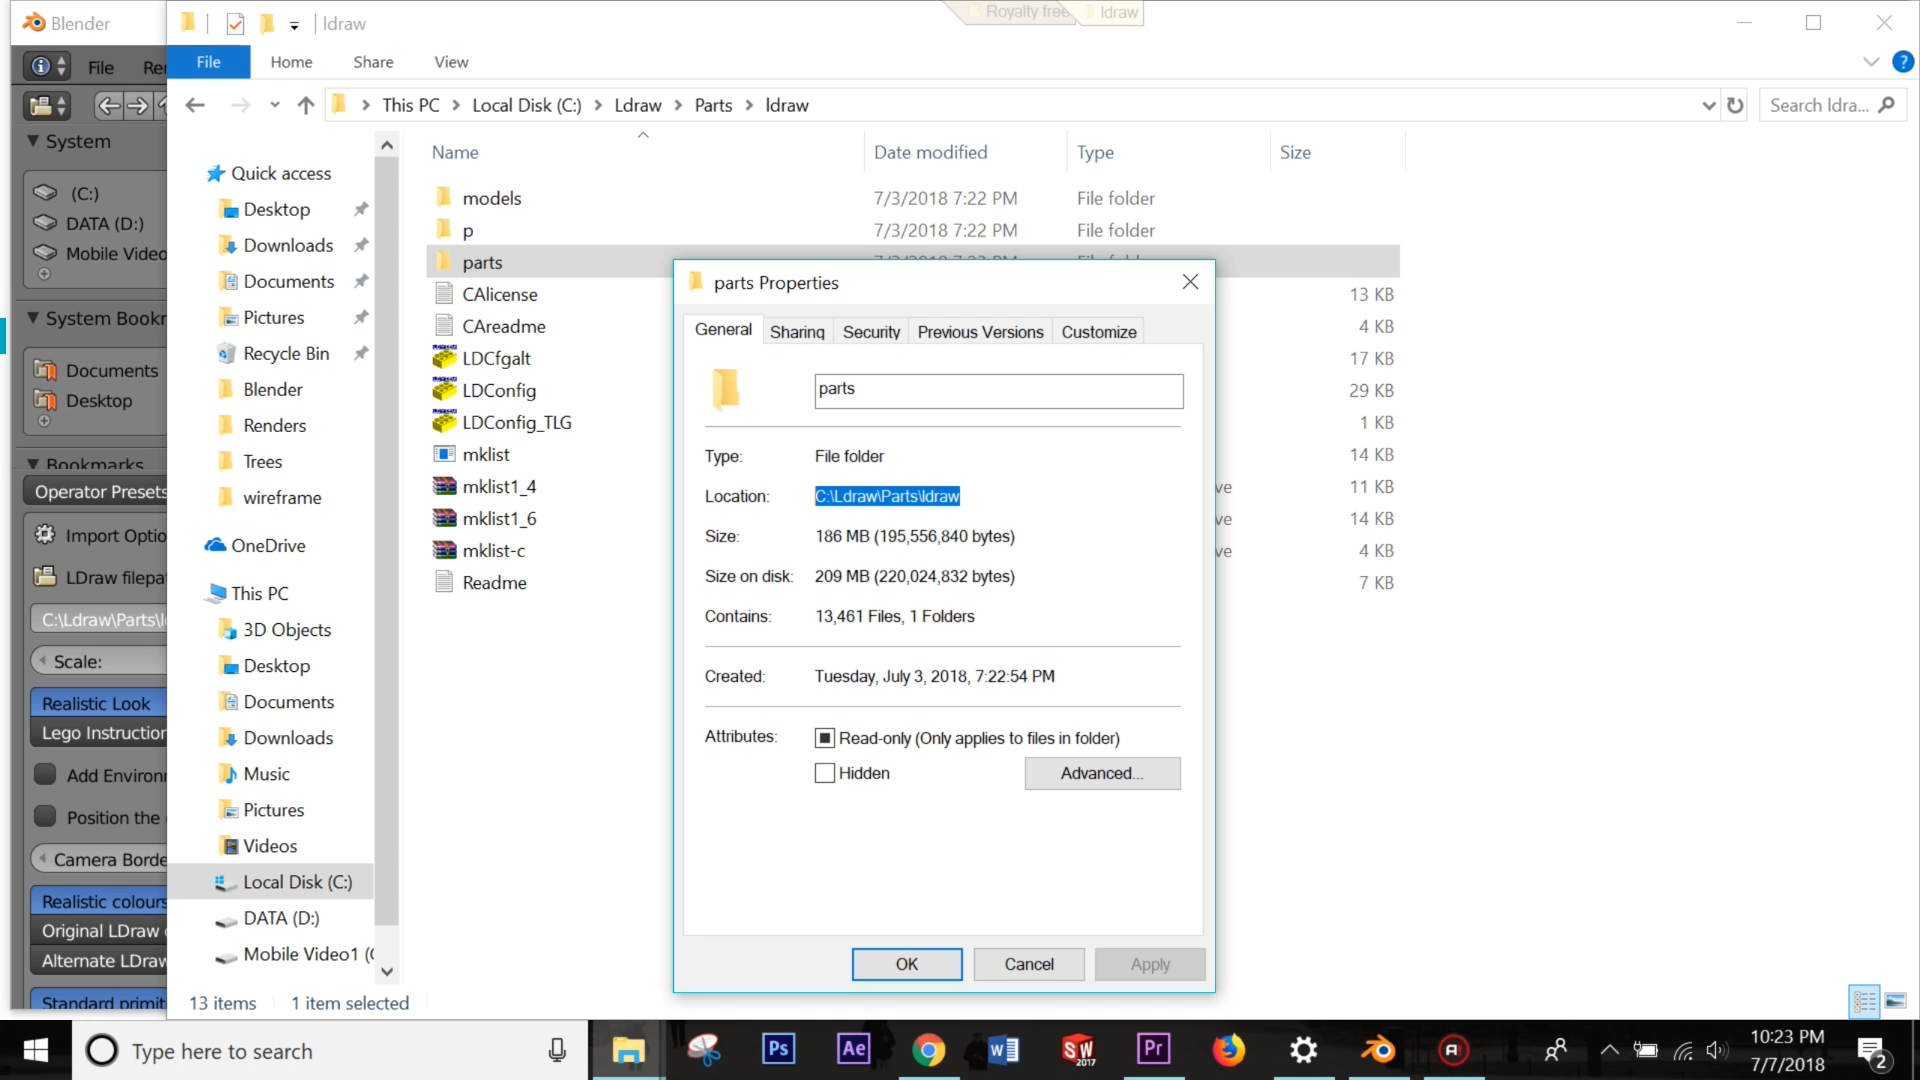 Blender
ldraw
Royalty free
ldraw
File
File
Home
Share
View
This PC
Local Disk (C:)
Ldraw
Parts
ldraw
Search ldra...
System
(C:)
DATA (D:)
Mobile Video
System Bookr
Documents
Desktop
Bookmarks
Operator Presets
Import Optio
LDraw filepa
C:\Ldraw\Parts\l
Scale:
Realistic Look
Lego Instruction
Add Environ
Position the
Camera Borde
Realistic colours
Original LDraw
Alternate LDraw
Standard primit
Quick access
Desktop
Downloads
Documents
Pictures
Recycle Bin
Blender
Renders
Trees
wireframe
OneDrive
This PC
3D Objects
Desktop
Documents
Downloads
Music
Pictures
Videos
Local Disk (C:)
DATA (D:)
Mobile Video1 (
Name
Date modified
Type
Size
models
7/3/2018 7:22 PM
File folder
p
7/3/2018 7:22 PM
File folder
parts
CAlicense
13 KB
CAreadme
4 KB
LDCfgalt
17 KB
LDConfig
29 KB
LDConfig_TLG
1 KB
mklist
14 KB
mklist1_4
ve
11 KB
mklist1_6
ve
14 KB
mklist-c
ve
4 KB
Readme
7 KB
parts Properties
General
Sharing
Security
Previous Versions
Customize
parts
Type:
File folder
Location:
C:\Ldraw\Parts\ldraw
Size:
186 MB (195,556,840 bytes)
Size on disk:
209 MB (220,024,832 bytes)
Contains:
13,461 Files, 1 Folders
Created:
Tuesday, July 3, 2018, 7:22:54 PM
Attributes:
Read-only (Only applies to files in folder)
Hidden
Advanced...
OK
Cancel
Apply
13 items
1 item selected
Type here to search
Ps
Ae
W
SW
2017
Pr
10:23 PM
7/7/2018
2